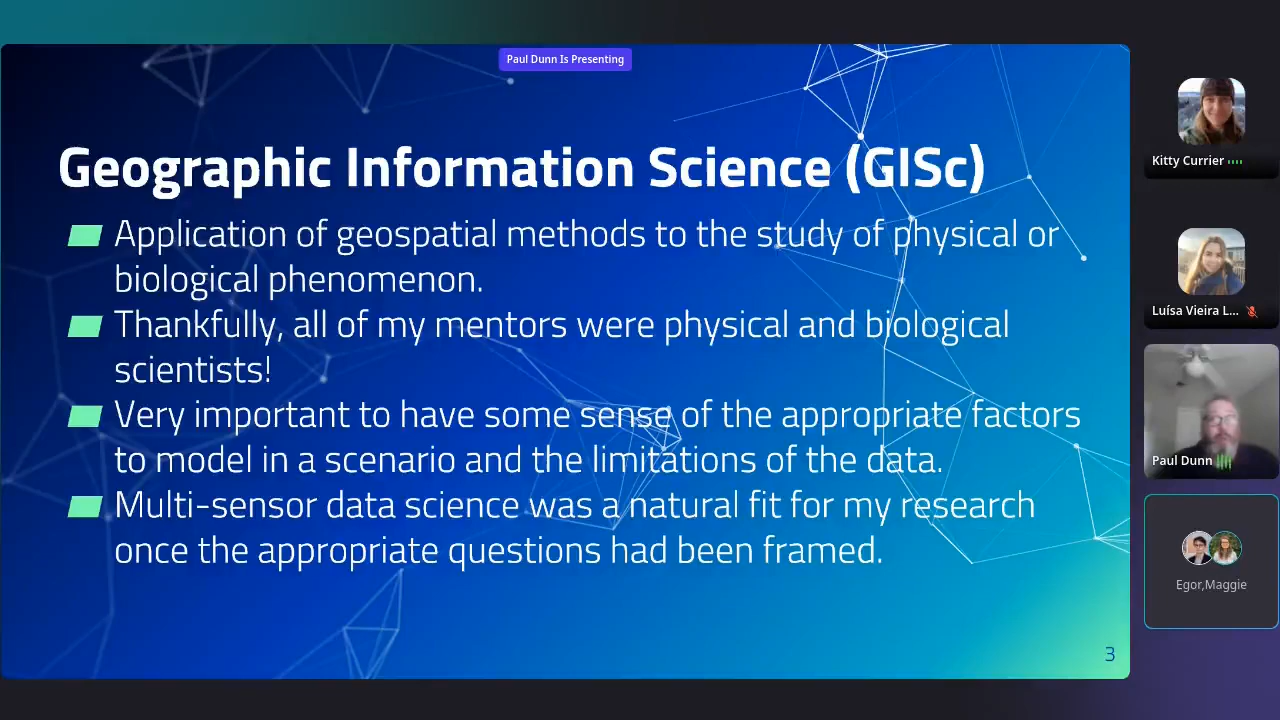 Paul Dunn Is Presenting
Geographic Information Science (GISc)
Application of geospatial methods to the study of physical or
biological phenomenon.
Thankfully, all of my mentors were physical and biological
scientists!
Very important to have some sense of the appropriate factors
to model in a scenario and the limitations of the data.
Multi-sensor data science was a natural fit for my research
once the appropriate questions had been framed.
3
Kitty Currier
Luísa Vieira L...
Paul Dunn
Egor,Maggie